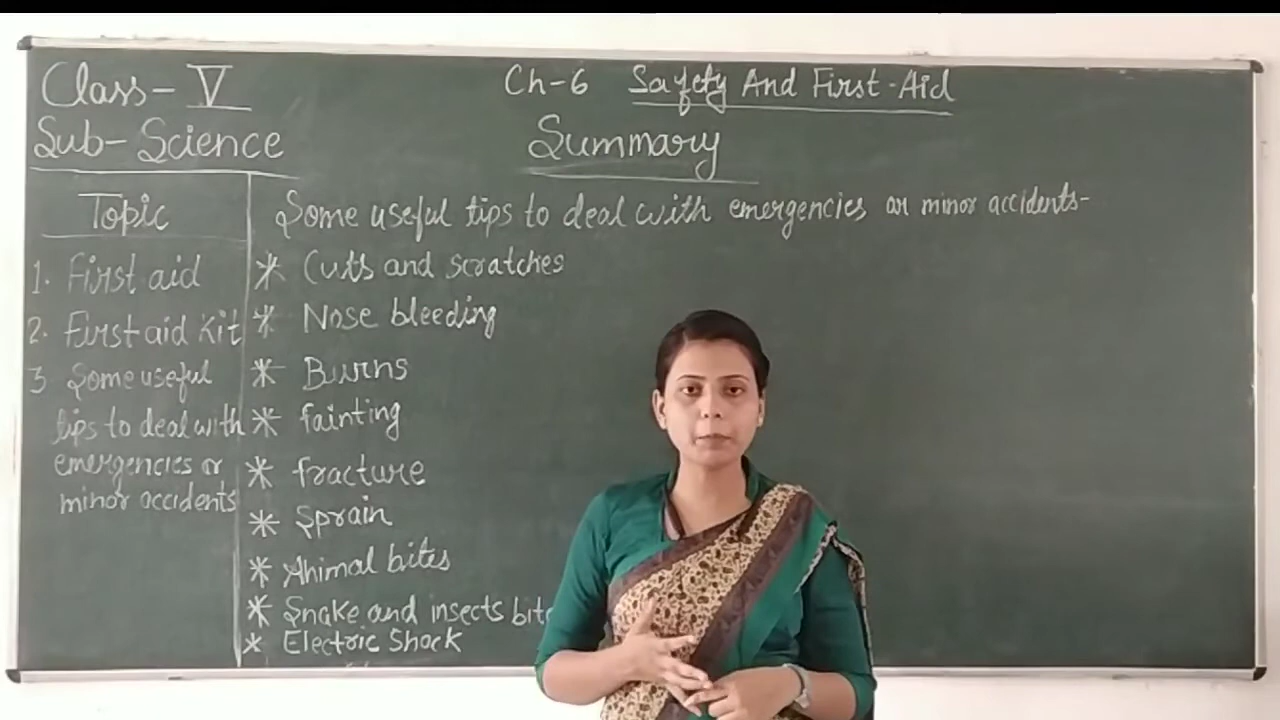 Class- V
Sub- Science
Ch-6 Safety And First-Aid
Summary
Topic
1. First aid
2. First aid kit
3 Some useful
tips to deal with
emergencies or
minor accidents
Some useful tips to deal with emergencies or minor accidents-
* Cuts and scratches
* Nose bleeding
* Burns
* fainting
* fracture
* Sprain
* Animal bites
* Snake and insects bite
* Electric Shock